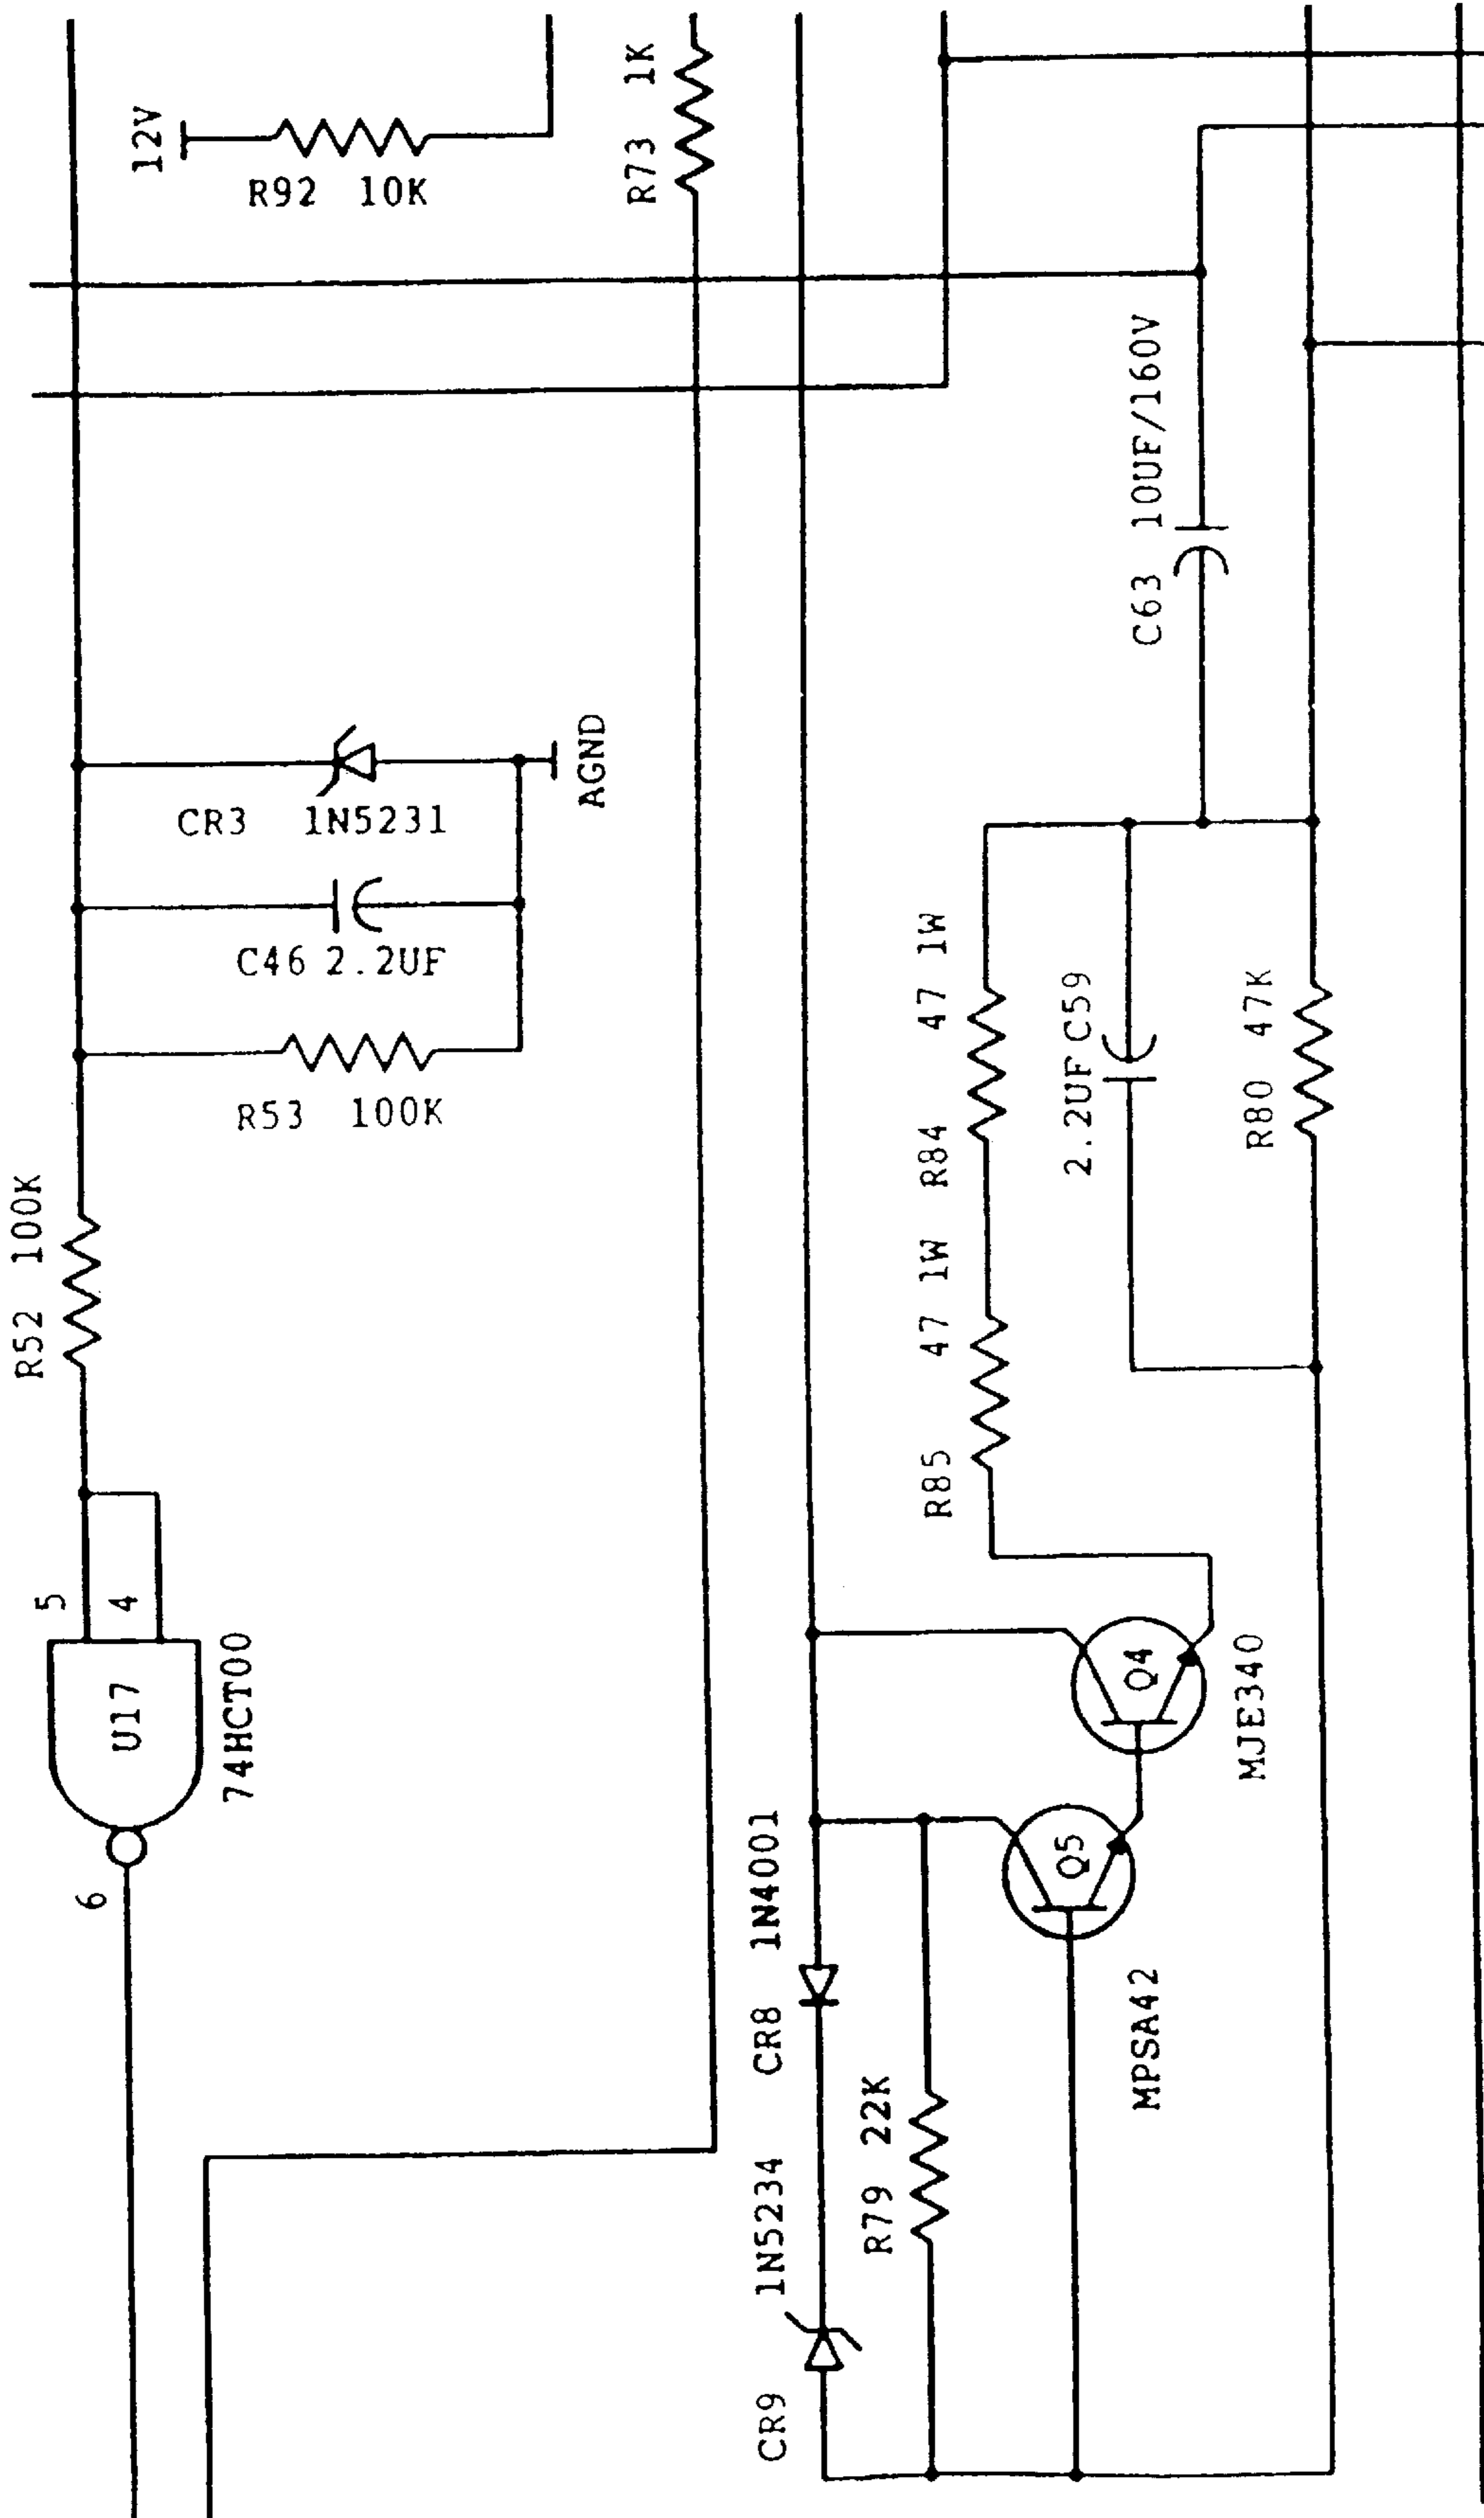 12V
R92 10K
R73 1K
C63 10UF/160V
AGND
CR3 1N5231
C46 2.2UF
R53 100K
R52 100K
R84 47 1W
2.2UF C59
R80 47K
R85 47 1W
5
4
U17
74HCT00
6
Q4
MJE340
Q5
MPSA42
CR8 1N4001
R79 22K
CR9 1N5234